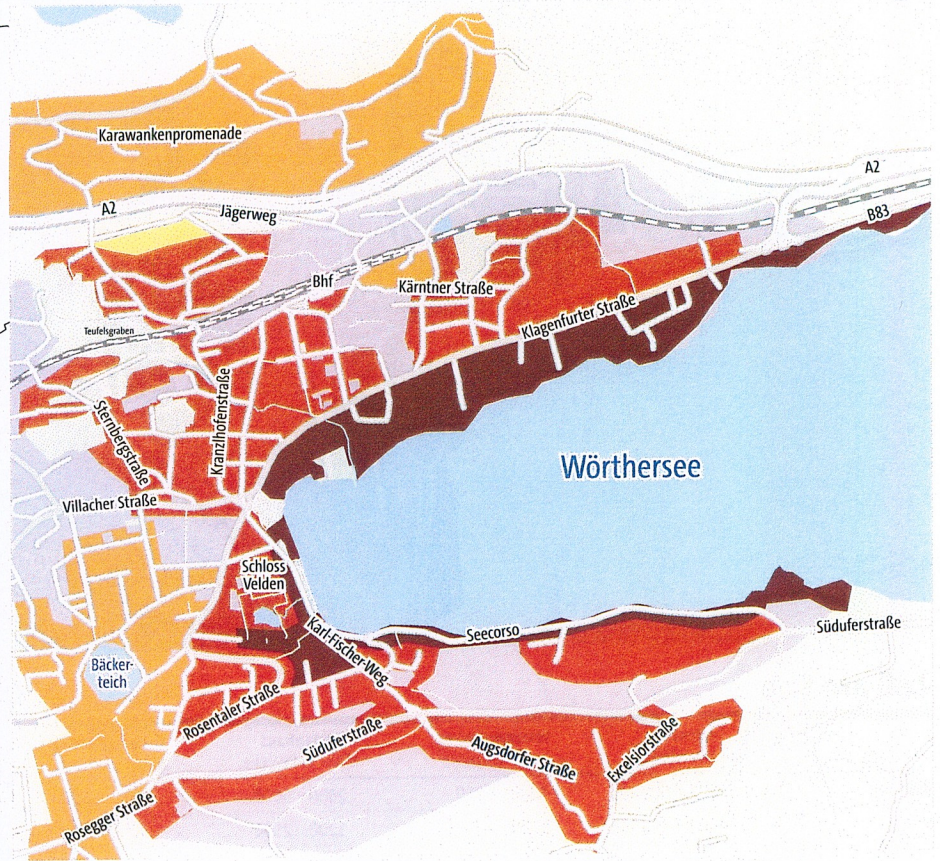 Karawankenpromenade
A2
A2
Jägerweg
B83
Bhf
Kärntner Straße
Klagenfurter Straße
Teufelsgraben
Kranzlhofenstraße
Sternbergstraße
Wörthersee
Villacher Straße
Schloss
Velden
Karl-Fischer-Weg
Seecorso
Süduferstraße
Bäcker-
teich
Rosentaler Straße
Süduferstraße
Augsdorfer Straße
Excelsiorstraße
Rosegger Straße